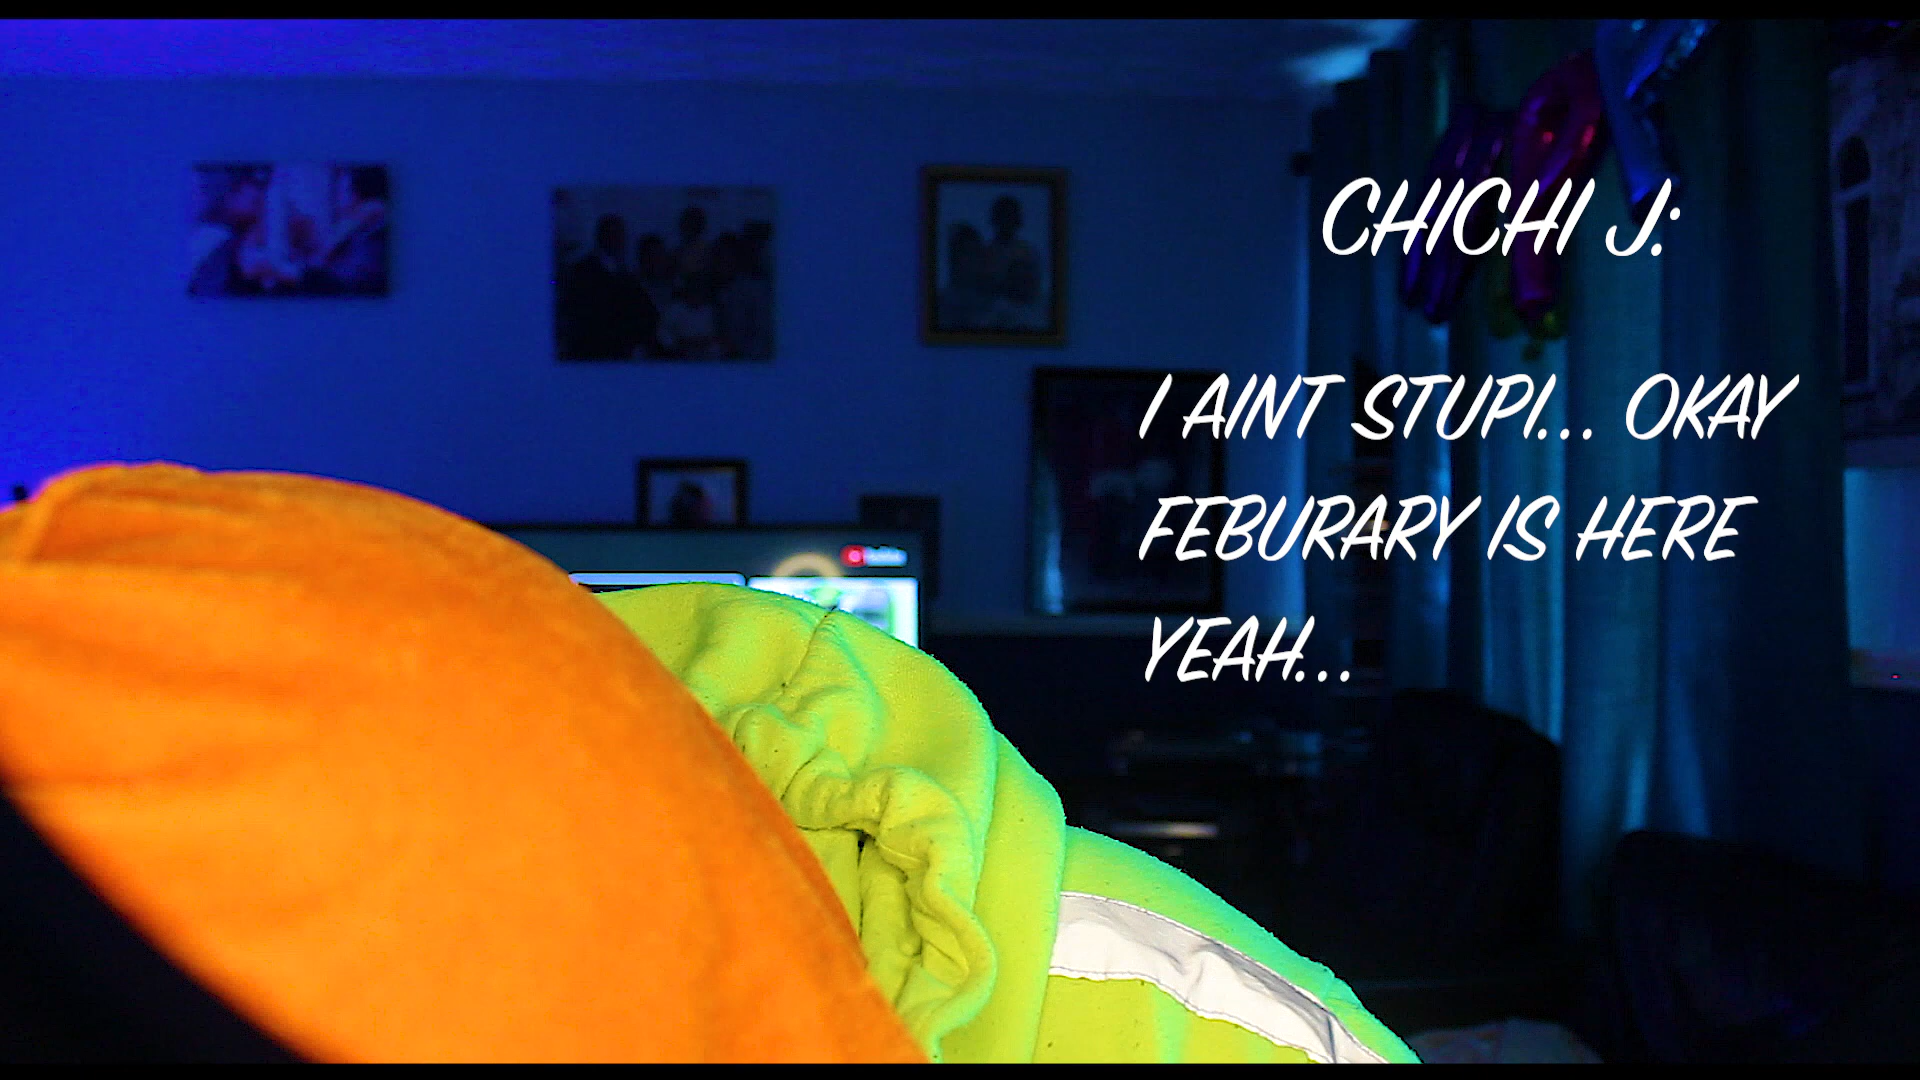 CHICHI J:
I AINT STUPI... OKAY
FEBURARY IS HERE
YEAH...